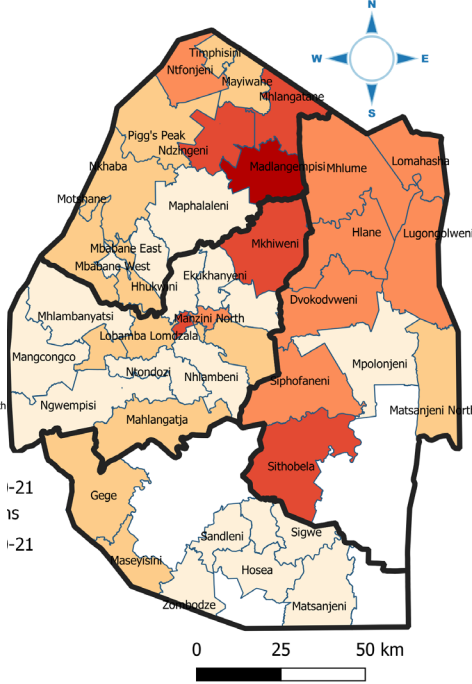 N
W E
S
Timphisini
Ntfonjeni
Mayiwane
Mhlangatane
Pigg's Peak
Ndzingeni
Nkhaba
Madlangempisi
Mhlume
Lomahasha
Motshane
Maphalaleni
Hlane
Lugongolweni
Mbabane East
Mkhiweni
Mbabane West
Ekukhanyeni
Hhukwini
Dvokodvweni
Mhlambanyatsi
Manzini North
Lobamba Lomdzala
Mangcongco
Mpolonjeni
Ntondozi
Nhlambeni
Siphofaneni
Ngwempisi
Matsanjeni North
Mahlangatja
Sithobela
)-21
Gege
ns
Sandleni
Sigwe
)-21
Maseyisini
Hosea
Zombodze
Matsanjeni
0 25 50 km